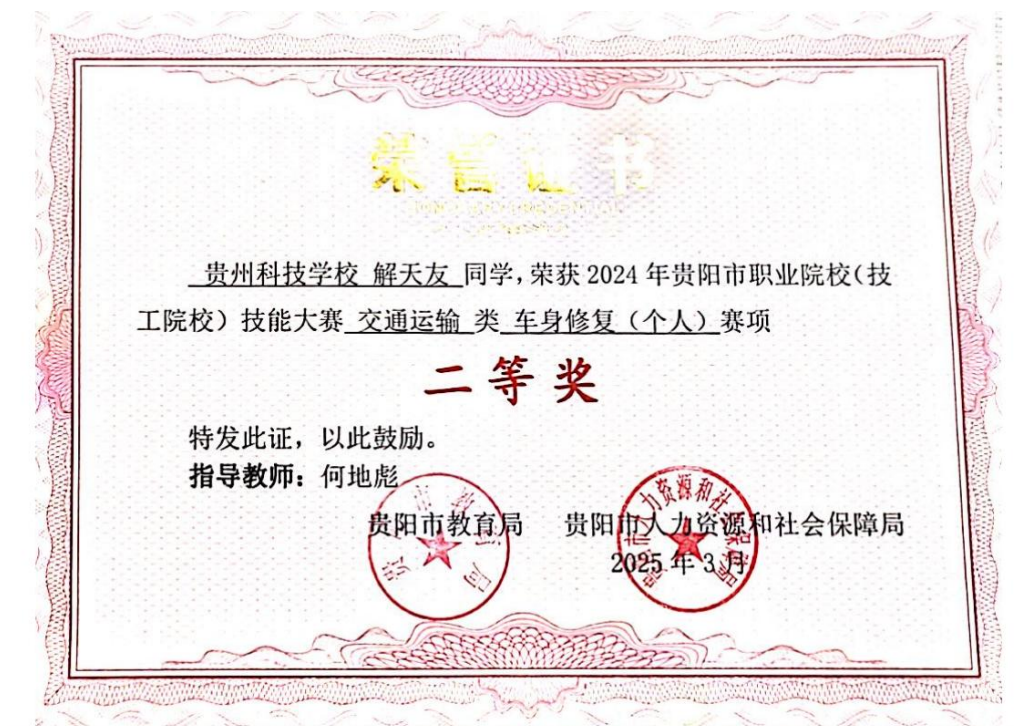 荣誉证书
贵州科技学校 解天友 同学,荣获 2024 年贵阳市职业院校(技
工院校)技能大赛 交通运输 类 车身修复(个人)赛项
二等奖
特发此证,以此鼓励。
指导教师:何地彪
贵阳市教育局 贵阳市人力资源和社会保障局
2025 年 3 月